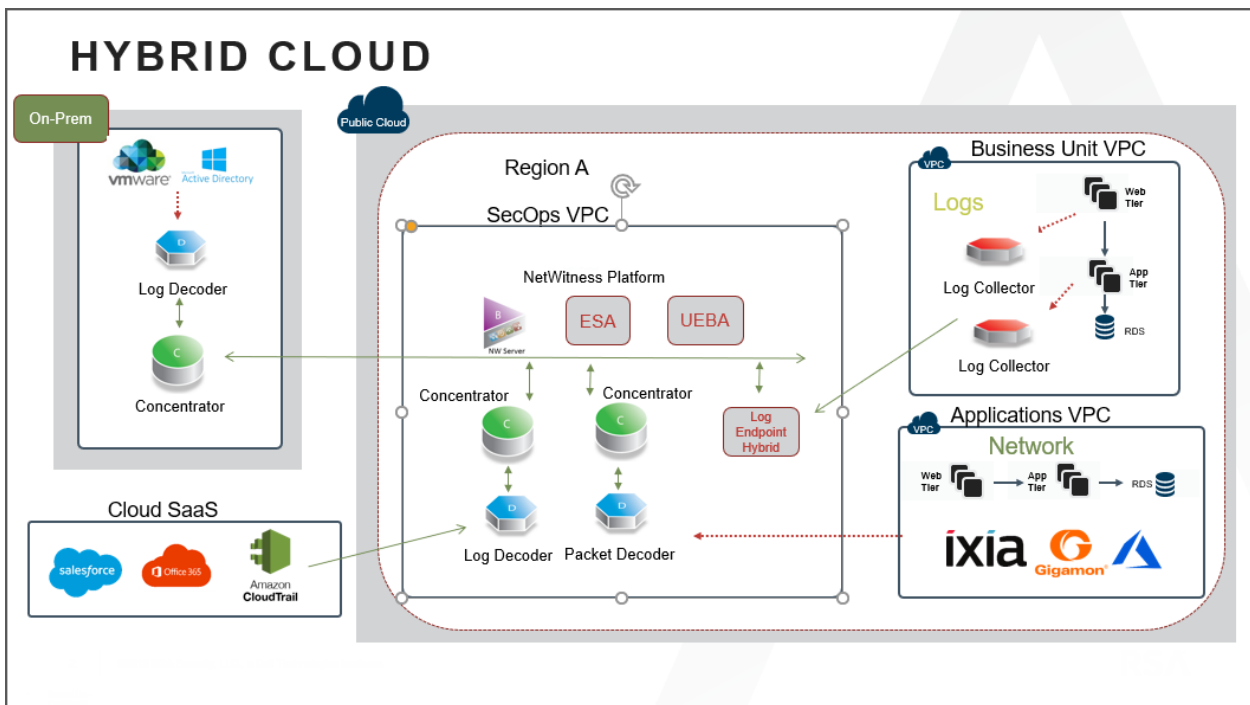 HYBRID CLOUD
On-Prem
vmware®
Active Directory
D
Log Decoder
C
Concentrator
Cloud SaaS
salesforce
Office 365
Amazon
CloudTrail
Public Cloud
Region A
SecOps VPC
NetWitness Platform
B
NW Server
ESA
UEBA
Concentrator
Concentrator
C
C
Log
Endpoint
Hybrid
D
D
Log Decoder
Packet Decoder
Business Unit VPC
VPC
Logs
Web
Tier
Log Collector
App
Tier
RDS
Log Collector
Applications VPC
VPC
Network
Web
Tier
App
Tier
RDS
ixia
Gigamon®